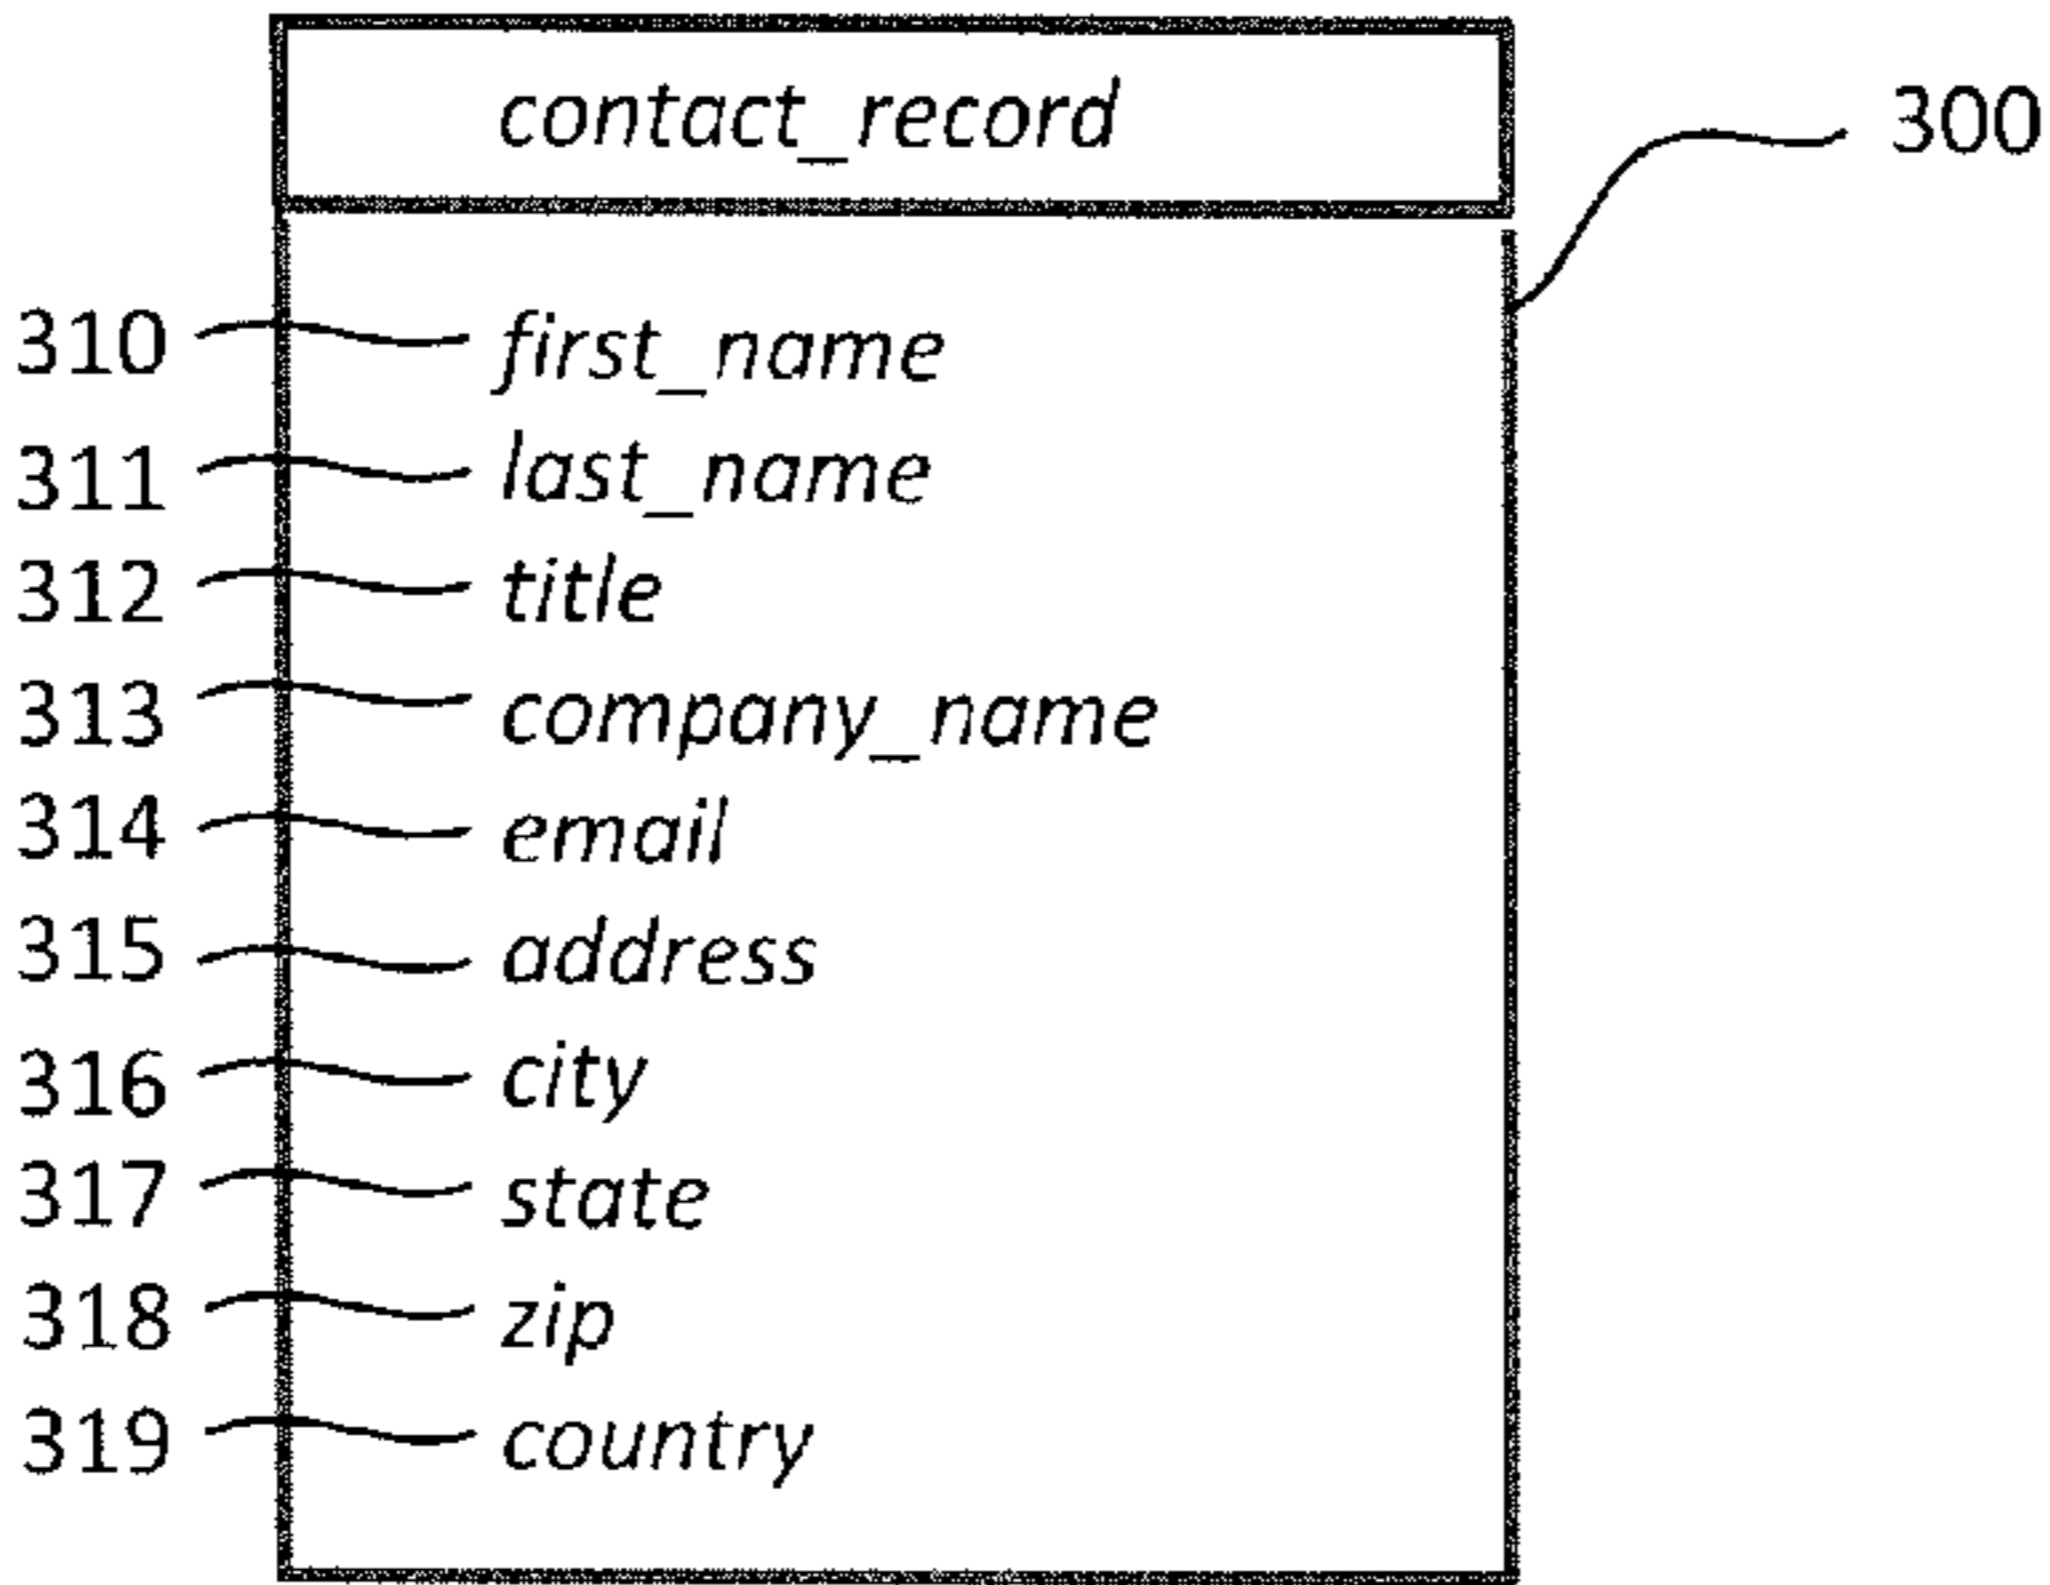 contact_record
300
310 first_name
311 last_name
312 title
313 company_name
314 email
315 address
316 city
317 state
318 zip
319 country